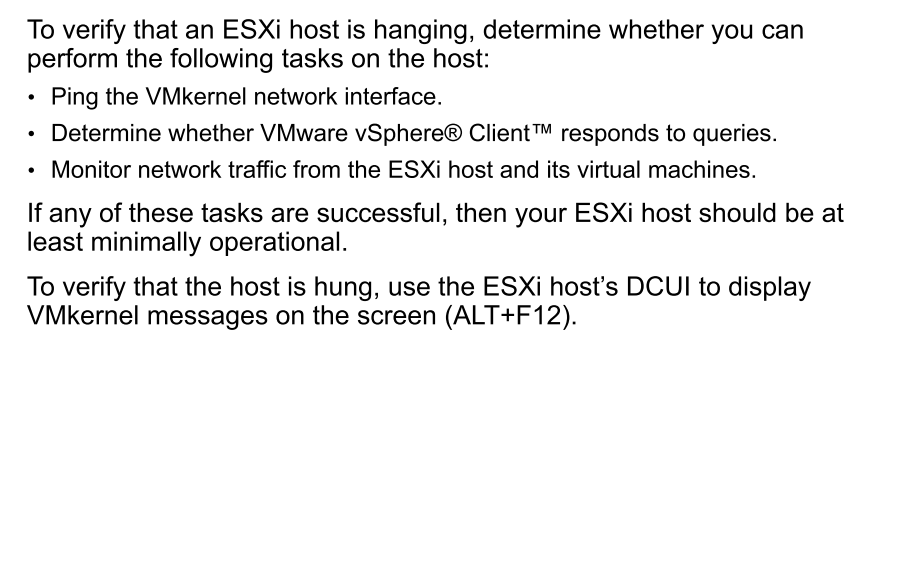 To verify that an ESXi host is hanging, determine whether you can
perform the following tasks on the host:
• Ping the VMkernel network interface.
• Determine whether VMware vSphere® Client™ responds to queries.
• Monitor network traffic from the ESXi host and its virtual machines.
If any of these tasks are successful, then your ESXi host should be at
least minimally operational.
To verify that the host is hung, use the ESXi host’s DCUI to display
VMkernel messages on the screen (ALT+F12).